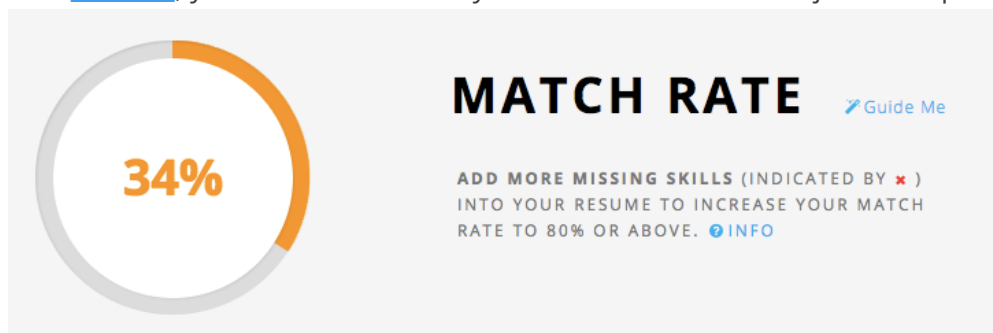 34%
MATCH RATE
Guide Me
ADD MORE MISSING SKILLS (INDICATED BY ✖ )
INTO YOUR RESUME TO INCREASE YOUR MATCH
RATE TO 80% OR ABOVE. ? INFO